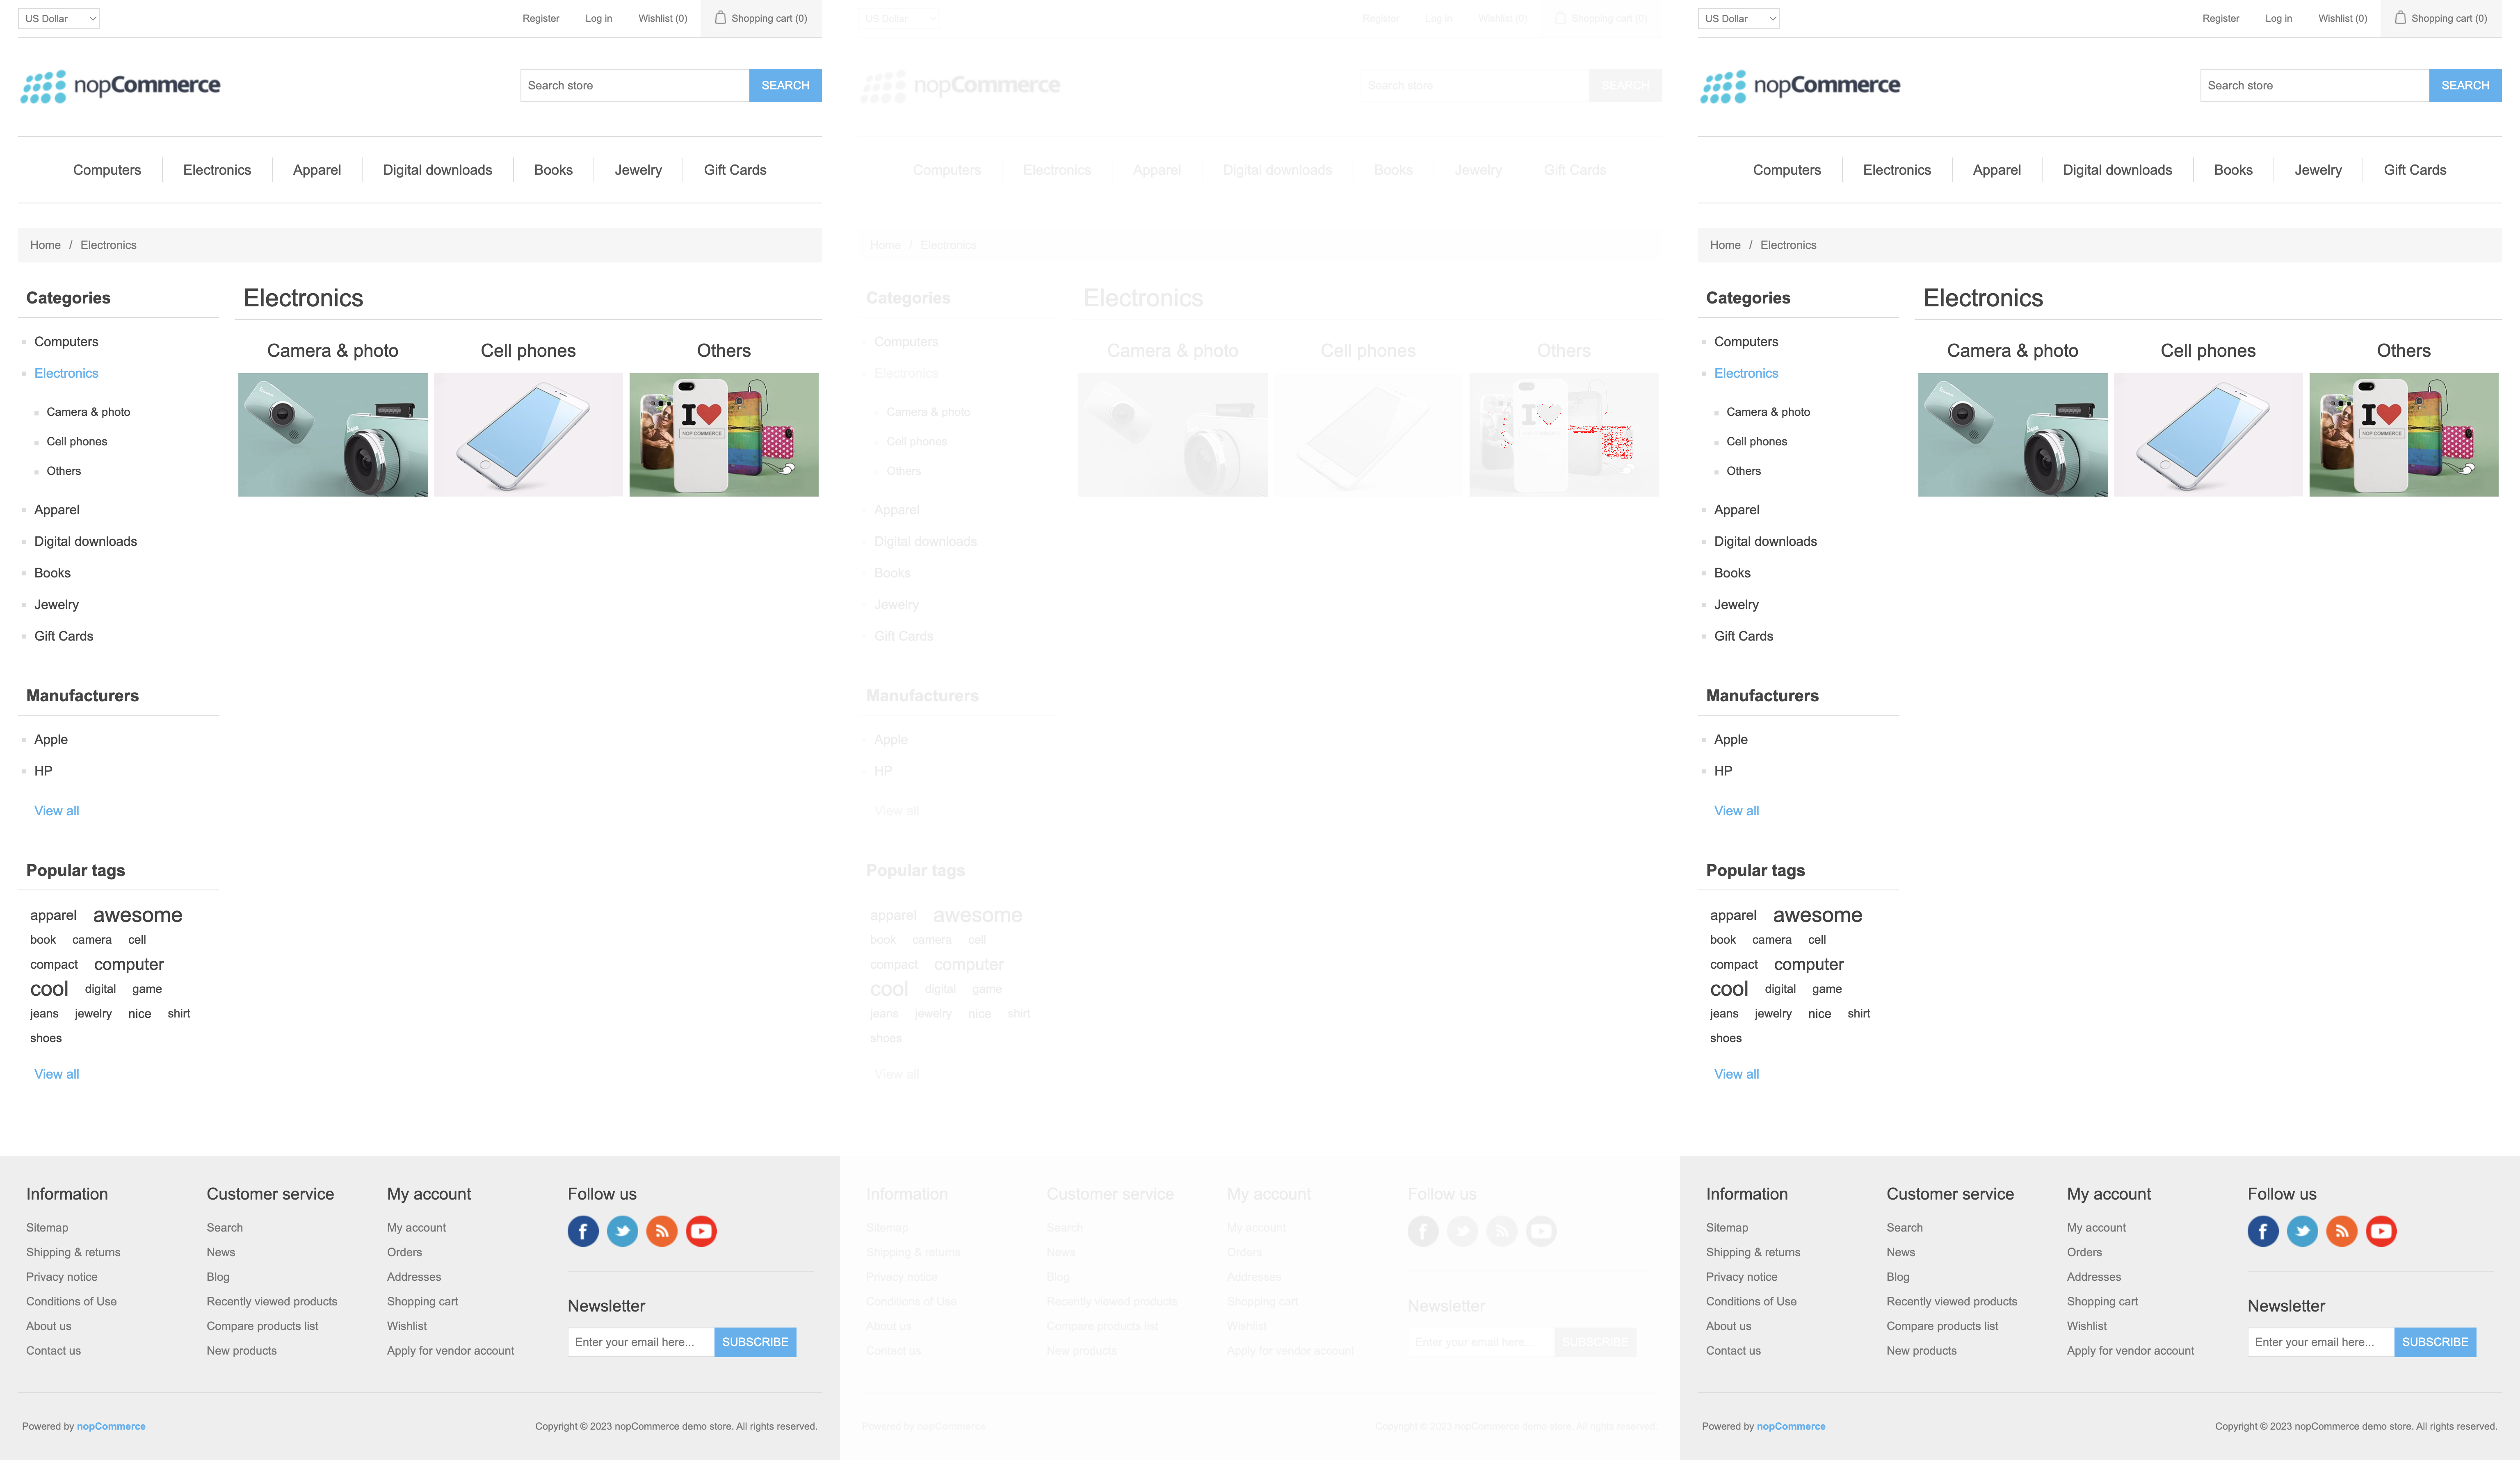 US Dollar
Register Log in Wishlist (0) Shopping cart (0)
nopCommerce
Search store SEARCH
Computers Electronics Apparel Digital downloads Books Jewelry Gift Cards
Home / Electronics
Categories
Computers
Electronics
Camera & photo
Cell phones
Others
Apparel
Digital downloads
Books
Jewelry
Gift Cards
Manufacturers
Apple
HP
View all
Popular tags
apparel awesome
book camera cell
compact computer
cool digital game
jeans jewelry nice shirt
shoes
View all
Electronics
Camera & photo Cell phones Others
I
NOP COMMERCE
Information
Sitemap
Shipping & returns
Privacy notice
Conditions of Use
About us
Contact us
Customer service
Search
News
Blog
Recently viewed products
Compare products list
New products
My account
My account
Orders
Addresses
Shopping cart
Wishlist
Apply for vendor account
Follow us
Newsletter
Enter your email here... SUBSCRIBE
Powered by nopCommerce
Copyright © 2023 nopCommerce demo store. All rights reserved.
US Dollar
Register Log in Wishlist (0) Shopping cart (0)
nopCommerce
Search store SEARCH
Computers Electronics Apparel Digital downloads Books Jewelry Gift Cards
Home / Electronics
Categories
Computers
Electronics
Camera & photo
Cell phones
Others
Apparel
Digital downloads
Books
Jewelry
Gift Cards
Manufacturers
Apple
HP
View all
Popular tags
apparel awesome
book camera cell
compact computer
cool digital game
jeans jewelry nice shirt
shoes
View all
Electronics
Camera & photo Cell phones Others
I
NOP COMMERCE
Information
Sitemap
Shipping & returns
Privacy notice
Conditions of Use
About us
Contact us
Customer service
Search
News
Blog
Recently viewed products
Compare products list
New products
My account
My account
Orders
Addresses
Shopping cart
Wishlist
Apply for vendor account
Follow us
Newsletter
Enter your email here... SUBSCRIBE
Powered by nopCommerce
Copyright © 2023 nopCommerce demo store. All rights reserved.
US Dollar
Register Log in Wishlist (0) Shopping cart (0)
nopCommerce
Search store SEARCH
Computers Electronics Apparel Digital downloads Books Jewelry Gift Cards
Home / Electronics
Categories
Computers
Electronics
Camera & photo
Cell phones
Others
Apparel
Digital downloads
Books
Jewelry
Gift Cards
Manufacturers
Apple
HP
View all
Popular tags
apparel awesome
book camera cell
compact computer
cool digital game
jeans jewelry nice shirt
shoes
View all
Electronics
Camera & photo Cell phones Others
I
NOP COMMERCE
Information
Sitemap
Shipping & returns
Privacy notice
Conditions of Use
About us
Contact us
Customer service
Search
News
Blog
Recently viewed products
Compare products list
New products
My account
My account
Orders
Addresses
Shopping cart
Wishlist
Apply for vendor account
Follow us
Newsletter
Enter your email here... SUBSCRIBE
Powered by nopCommerce
Copyright © 2023 nopCommerce demo store. All rights reserved.